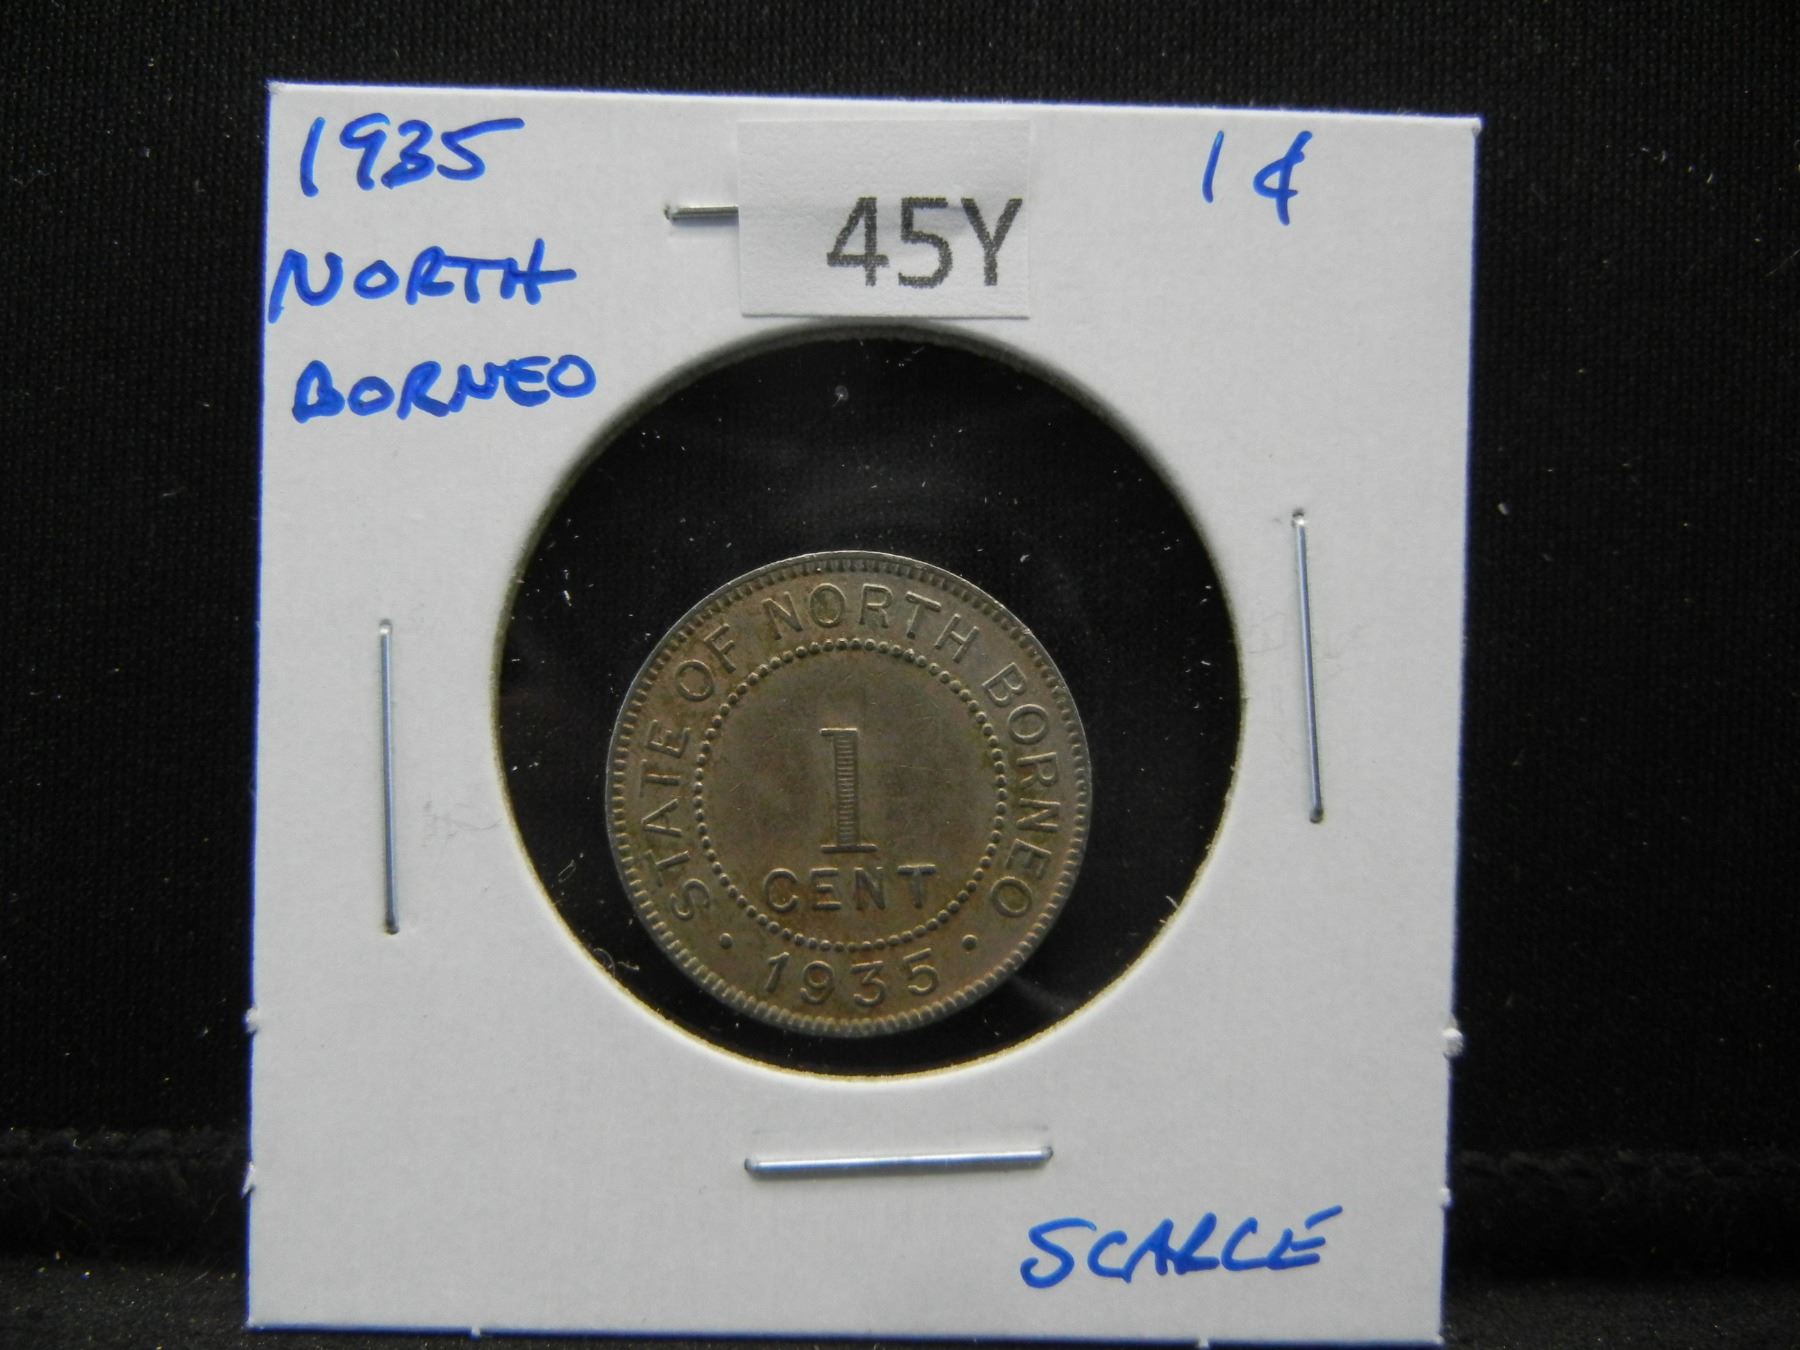 1935
NORTH
BORNEO
1¢
45Y
STATE OF NORTH BORNEO
1
CENT
· 1935 ·
SCARCE